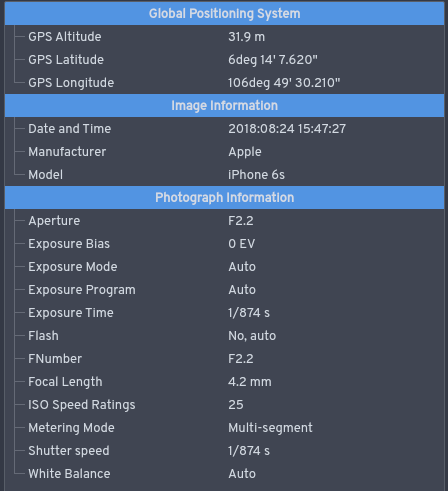 Global Positioning System
GPS Altitude 31.9 m
GPS Latitude 6deg 14' 7.620"
GPS Longitude 106deg 49' 30.210"
Image Information
Date and Time 2018:08:24 15:47:27
Manufacturer Apple
Model iPhone 6s
Photograph Information
Aperture F2.2
Exposure Bias 0 EV
Exposure Mode Auto
Exposure Program Auto
Exposure Time 1/874 s
Flash No, auto
FNumber F2.2
Focal Length 4.2 mm
ISO Speed Ratings 25
Metering Mode Multi-segment
Shutter speed 1/874 s
White Balance Auto